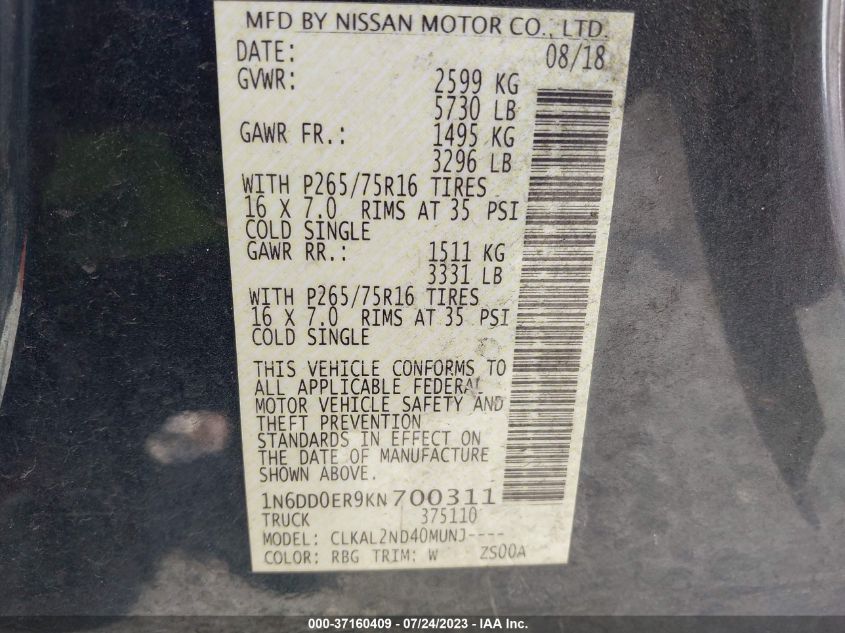 MFD BY NISSAN MOTOR CO., LTD.
DATE: 08/18
GVWR: 2599 KG
5730 LB
GAWR FR.: 1495 KG
3296 LB
WITH P265/75R16 TIRES
16 X 7.0 RIMS AT 35 PSI
COLD SINGLE
GAWR RR.: 1511 KG
3331 LB
WITH P265/75R16 TIRES
16 X 7.0 RIMS AT 35 PSI
COLD SINGLE
THIS VEHICLE CONFORMS TO
ALL APPLICABLE FEDERAL
MOTOR VEHICLE SAFETY AND
THEFT PREVENTION
STANDARDS IN EFFECT ON
THE DATE OF MANUFACTURE
SHOWN ABOVE.
1N6DD0ER9KN700311
TRUCK 375110
MODEL: CLKAL2ND40MUNJ----
COLOR: RBG TRIM: W ZS00A
000-37160409 - 07/24/2023 - IAA Inc.